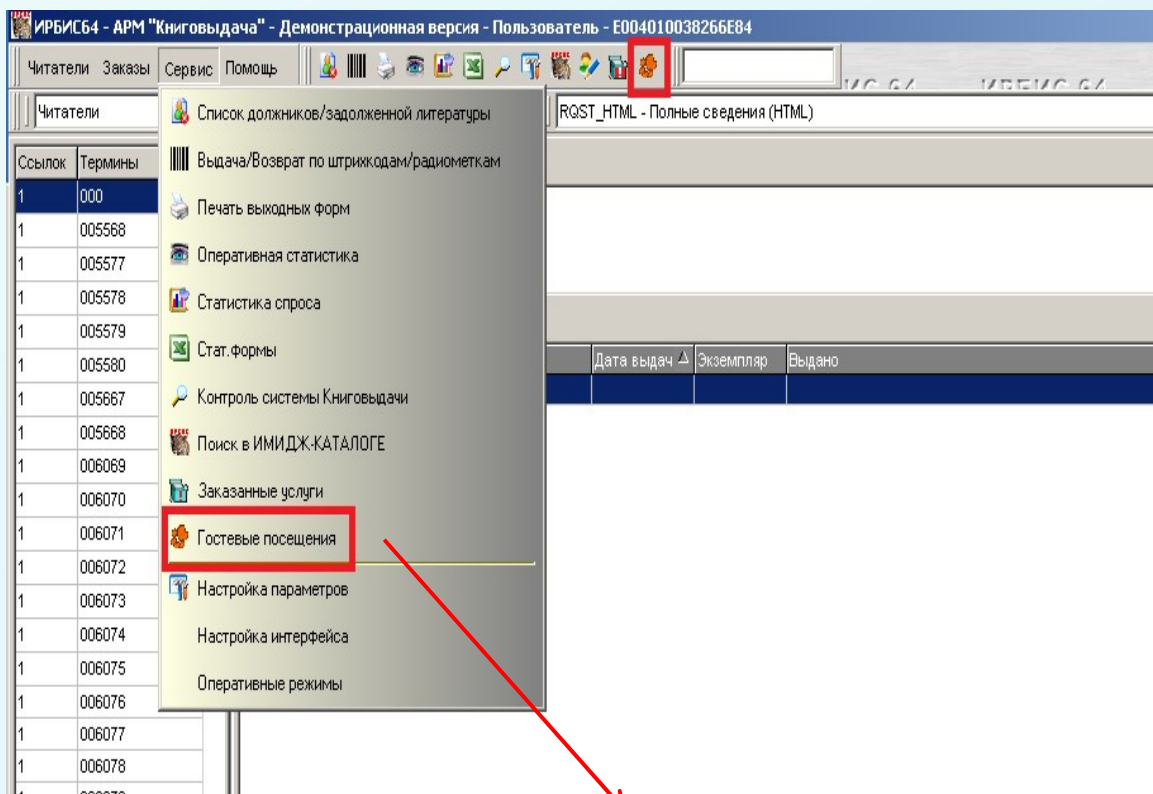 ИРБИС64 - АРМ "Книговыдача" - Демонстрационная версия - Пользователь - E004010038266E84
Читатели Заказы Сервис Помощь
Читатели
RQST_HTML - Полные сведения (HTML)
Список должников/задолженной литературы
Выдача/Возврат по штрихкодам/радиометкам
Печать выходных форм
Оперативная статистика
Статистика спроса
Стат.формы
Контроль системы Книговыдачи
Поиск в ИМИДЖ-КАТАЛОГЕ
Заказанные услуги
Гостевые посещения
Настройка параметров
Настройка интерфейса
Оперативные режимы
Ссылок Термины
1 000
1 005568
1 005577
1 005578
1 005579
1 005580
1 005667
1 005668
1 006069
1 006070
1 006071
1 006072
1 006073
1 006074
1 006075
1 006076
1 006077
1 006078
Дата выдач Экземпляр Выдано